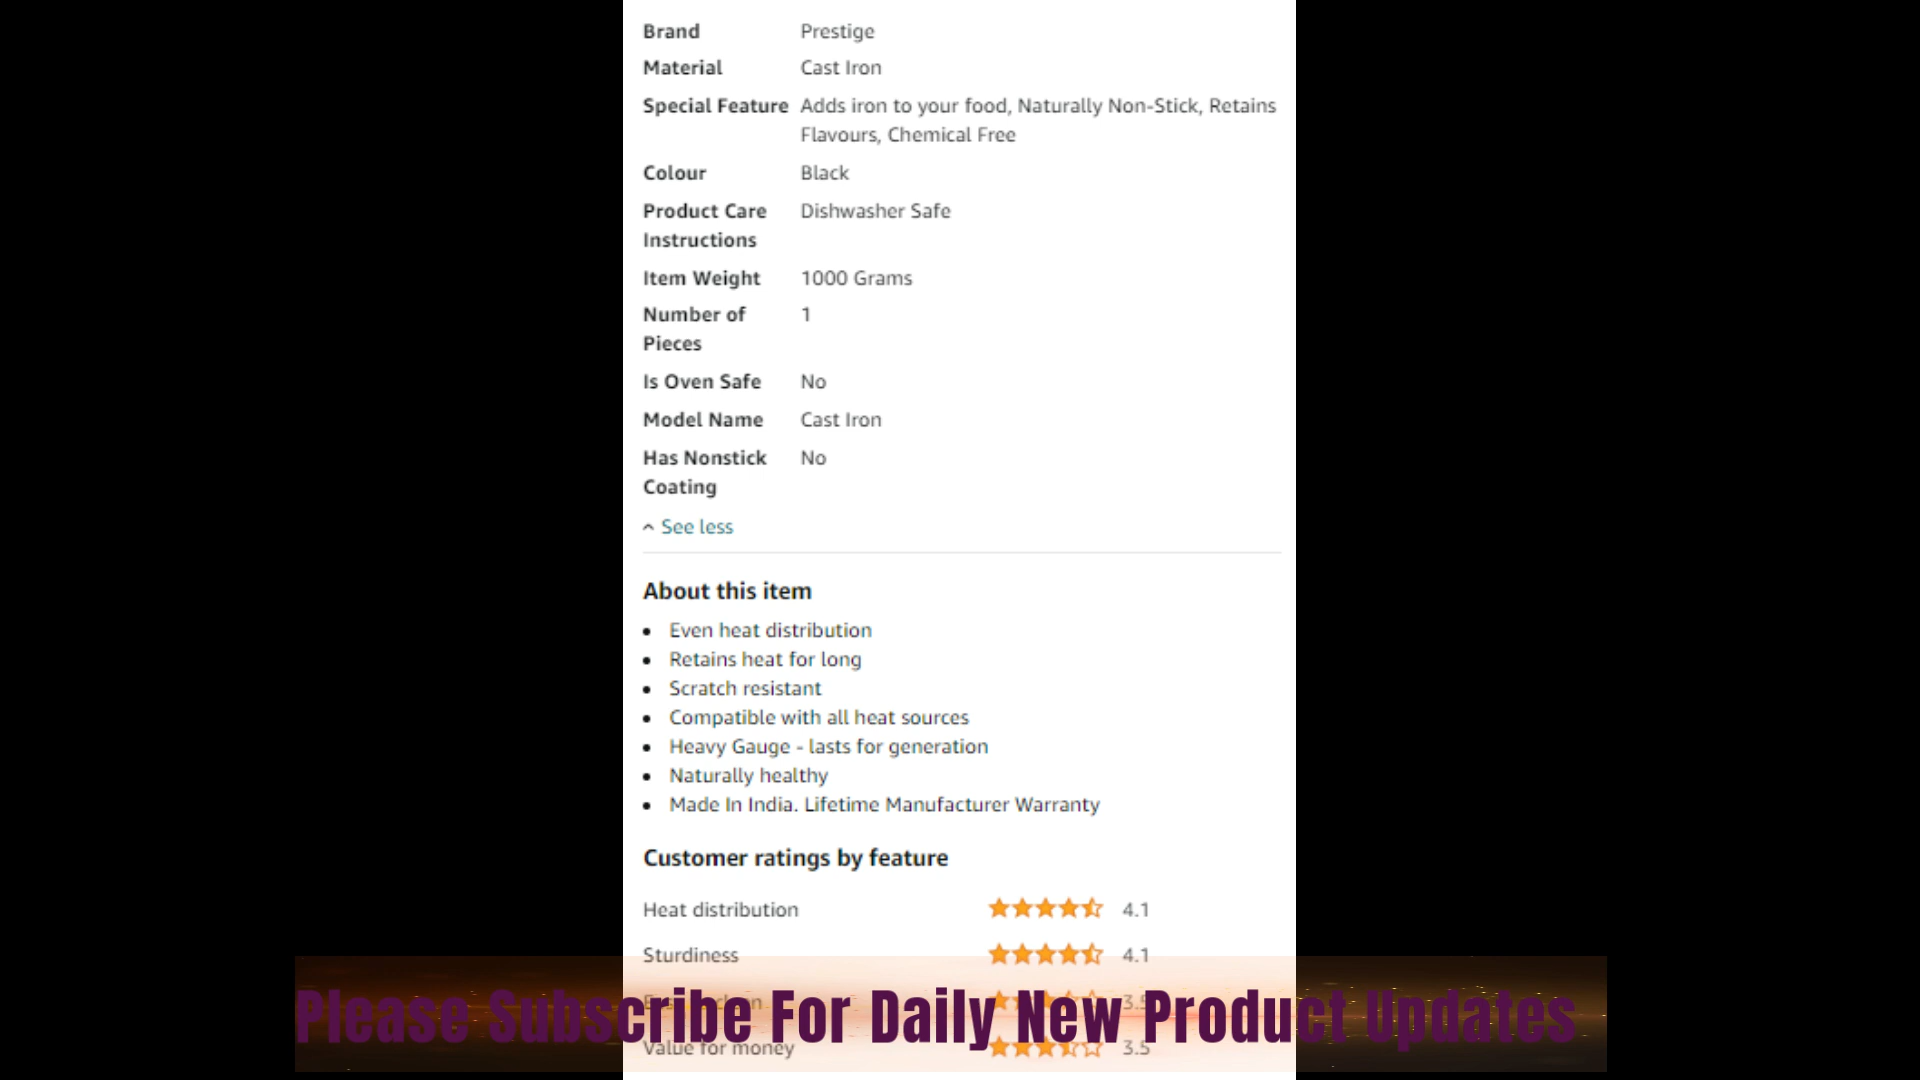 Brand Prestige
Material Cast Iron
Special Feature Adds iron to your food, Naturally Non-Stick, Retains
Flavours, Chemical Free
Colour Black
Product Care Dishwasher Safe
Instructions
Item Weight 1000 Grams
Number of 1
Pieces
Is Oven Safe No
Model Name Cast Iron
Has Nonstick No
Coating
See less
About this item
• Even heat distribution
• Retains heat for long
• Scratch resistant
• Compatible with all heat sources
• Heavy Gauge - lasts for generation
• Naturally healthy
• Made In India. Lifetime Manufacturer Warranty
Customer ratings by feature
Heat distribution 4.1
Sturdiness 4.1
Please Subscribe For Daily New Product Updates
Value for money 3.5